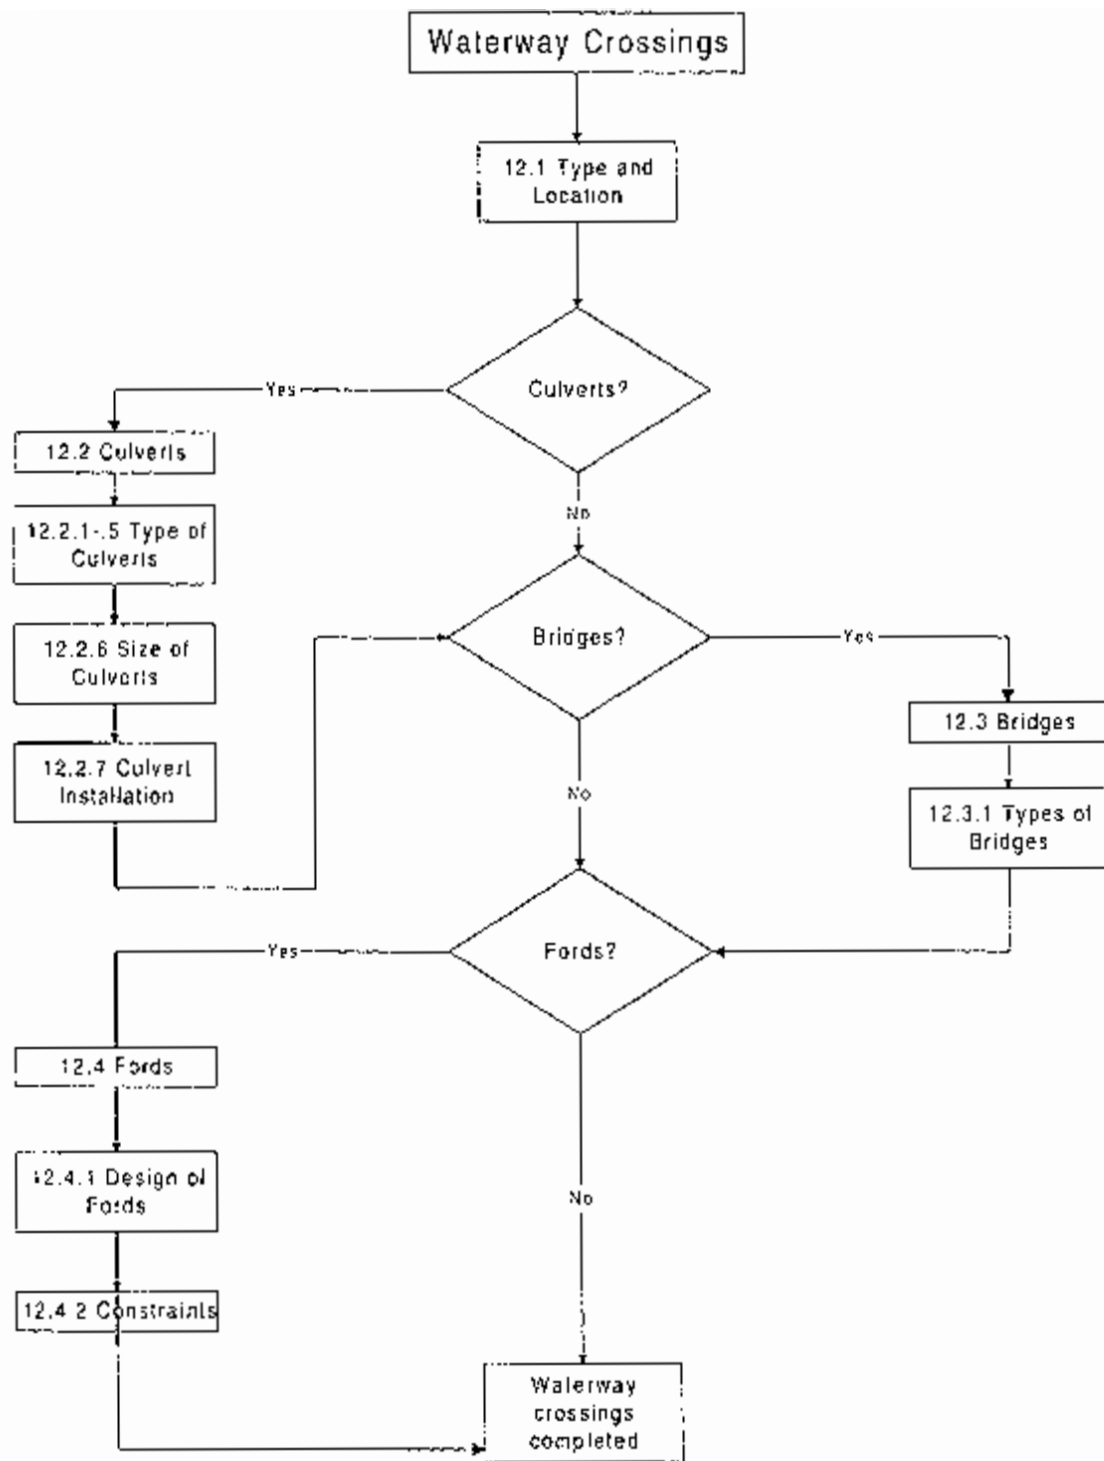 Waterway Crossings
12.1 Type and
Location
Culverts?
Yes
12.2 Culverts
12.2.1-.5 Type of
Culverts
No
12.2.6 Size of
Culverts
Bridges?
Yes
12.3 Bridges
12.2.7 Culvert
Installation
No
12.3.1 Types of
Bridges
Fords?
Yes
12.4 Fords
12.4.1 Design of
Fords
No
12.4.2 Constraints
Waterway
crossings
completed